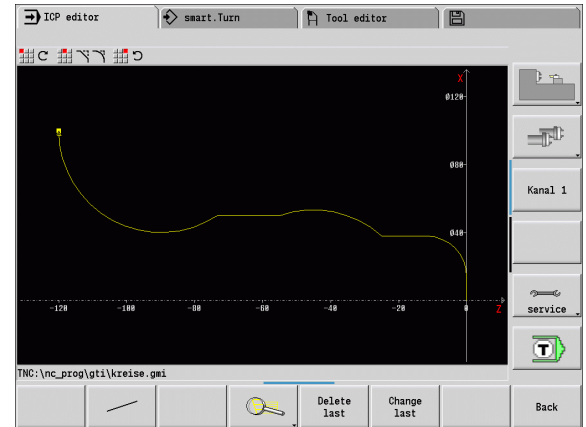 ICP editor
smart.Turn
Tool editor
X
Ø120
Ø80
Kanal 1
Ø40
-120
-100
-80
-60
-40
-20
0
Z
service
T
TNC:\nc_prog\gti\kreise.gmi
Delete last
Change last
Back